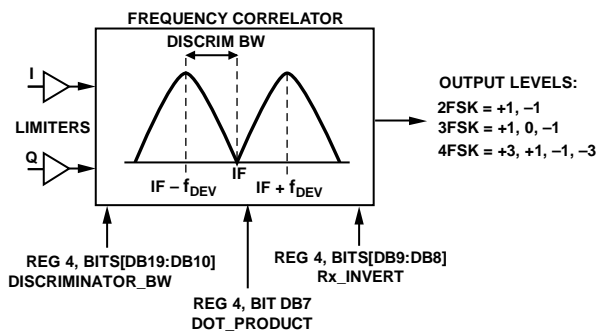 FREQUENCY CORRELATOR
DISCRIM BW
I
LIMITERS
Q
IF
IF – fDEV
IF + fDEV
OUTPUT LEVELS:
2FSK = +1, –1
3FSK = +1, 0, –1
4FSK = +3, +1, –1, –3
REG 4, BITS[DB19:DB10]
DISCRIMINATOR_BW
REG 4, BIT DB7
DOT_PRODUCT
REG 4, BITS[DB9:DB8]
Rx_INVERT